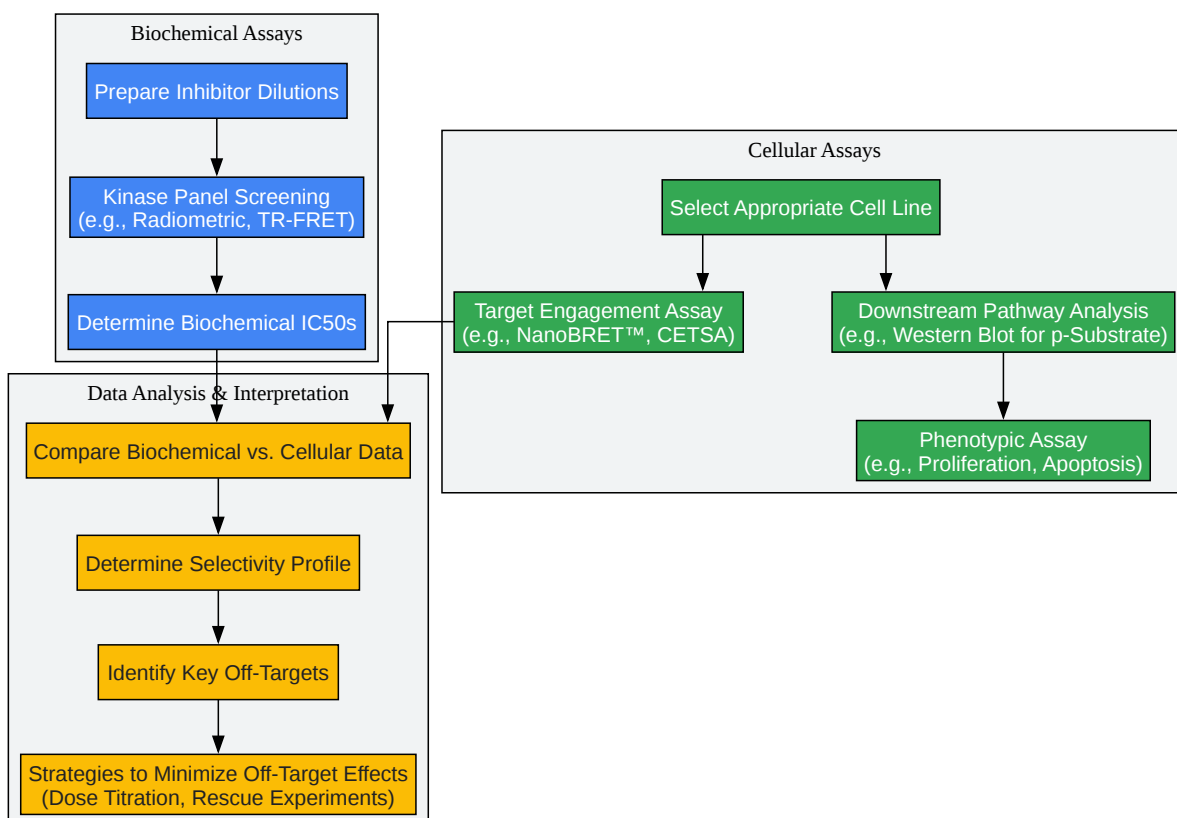 Biochemical Assays
Prepare Inhibitor Dilutions
Kinase Panel Screening
(e.g., Radiometric, TR-FRET)
Determine Biochemical IC50s
Cellular Assays
Select Appropriate Cell Line
Target Engagement Assay
(e.g., NanoBRET™, CETSA)
Downstream Pathway Analysis
(e.g., Western Blot for p-Substrate)
Phenotypic Assay
(e.g., Proliferation, Apoptosis)
Data Analysis & Interpretation
Compare Biochemical vs. Cellular Data
Determine Selectivity Profile
Identify Key Off-Targets
Strategies to Minimize Off-Target Effects
(Dose Titration, Rescue Experiments)